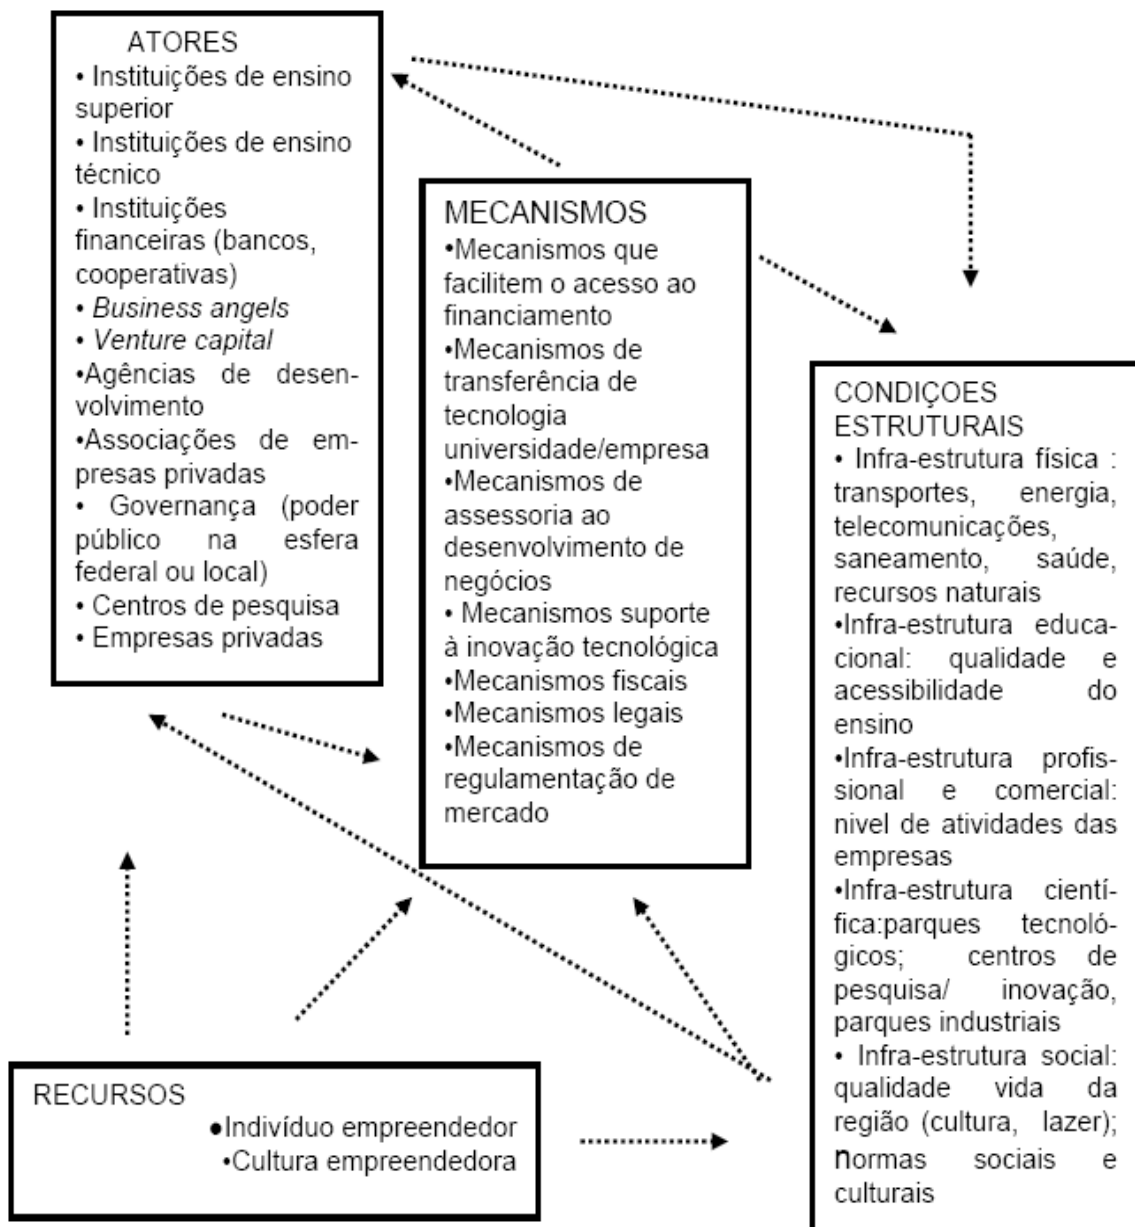 ATORES
• Instituições de ensino
superior
• Instituições de ensino
técnico
• Instituições
financeiras (bancos,
cooperativas)
• Business angels
• Venture capital
•Agências de desen-
volvimento
•Associações de em-
presas privadas
• Governança (poder
público na esfera
federal ou local)
• Centros de pesquisa
• Empresas privadas
MECANISMOS
•Mecanismos que
facilitem o acesso ao
financiamento
•Mecanismos de
transferência de
tecnologia
universidade/empresa
•Mecanismos de
assessoria ao
desenvolvimento de
negócios
• Mecanismos suporte
à inovação tecnológica
•Mecanismos fiscais
•Mecanismos legais
•Mecanismos de
regulamentação de
mercado
CONDIÇOES
ESTRUTURAIS
• Infra-estrutura física :
transportes, energia,
telecomunicações,
saneamento, saúde,
recursos naturais
•Infra-estrutura educa-
cional: qualidade e
acessibilidade do
ensino
•Infra-estrutura profis-
sional e comercial:
nivel de atividades das
empresas
•Infra-estrutura cientí-
fica:parques tecnoló-
gicos; centros de
pesquisa/ inovação,
parques industriais
• Infra-estrutura social:
qualidade vida da
região (cultura, lazer);
normas sociais e
culturais
RECURSOS
●Indivíduo empreendedor
•Cultura empreendedora